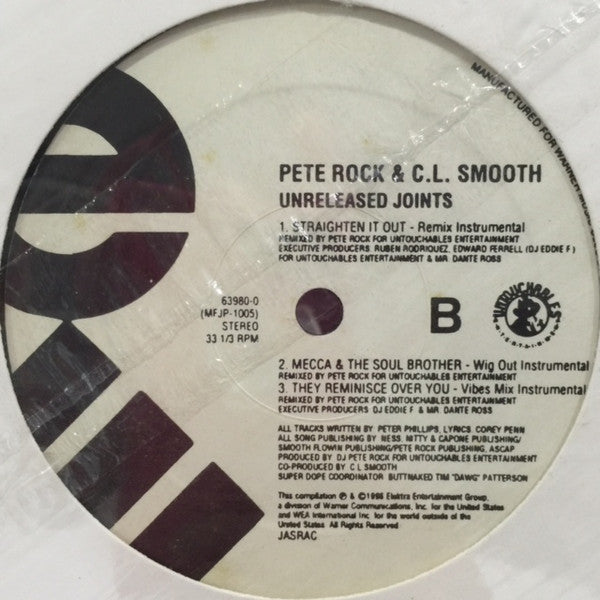 MANUFACTURED FOR WARNER MUSIC
PETE ROCK & C.L. SMOOTH
UNRELEASED JOINTS
1. STRAIGHTEN IT OUT - Remix Instrumental
REMIXED BY PETE ROCK FOR UNTOUCHABLES ENTERTAINMENT
EXECUTIVE PRODUCERS: RUBEN RODRIQUEZ, EDWARD FERRELL (DJ EDDIE F)
FOR UNTOUCHABLES ENTERTAINMENT & MR. DANTE ROSS
63980-0
(MFJP-1005)
STEREO
33 1/3 RPM
B
UNTOUCHABLES
2. MECCA & THE SOUL BROTHER - Wig Out Instrumental
REMIXED BY PETE ROCK FOR UNTOUCHABLES ENTERTAINMENT
3. THEY REMINISCE OVER YOU - Vibes Mix Instrumental
REMIXED BY PETE ROCK FOR UNTOUCHABLES ENTERTAINMENT
EXECUTIVE PRODUCERS DJ EDDIE F & MR. DANTE ROSS
ALL TRACKS WRITTEN BY PETER PHILLIPS, LYRICS, COREY PENN
ALL SONG PUBLISHING BY NESS, NITTY & CAPONE PUBLISHING/
SMOOTH FLOWIN PUBLISHING/PETE ROCK PUBLISHING, ASCAP
PRODUCED BY DJ PETE ROCK FOR UNTOUCHABLES ENTERTAINMENT
CO-PRODUCED BY C L SMOOTH
SUPER DOPE COORDINATOR BUTTNAKED TIM "DAWG" PATTERSON
This compilation ℗ & © 1996 Elektra Entertainment Group,
a division of Warner Communications, Inc. for the United States
and WEA International Inc for the world outside of the
United States All Rights Reserved
JASRAC